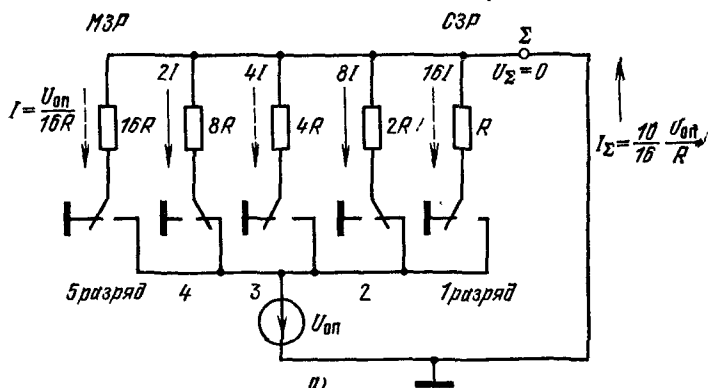 МЗР
СЗР
Σ
2I
4I
8I
16I
U_Σ=0
I=U_оп/16R
16R
8R
4R
2R
R
I_Σ=10/16 U_оп/R
5 разряд
4
3
2
1 разряд
U_оп
а)